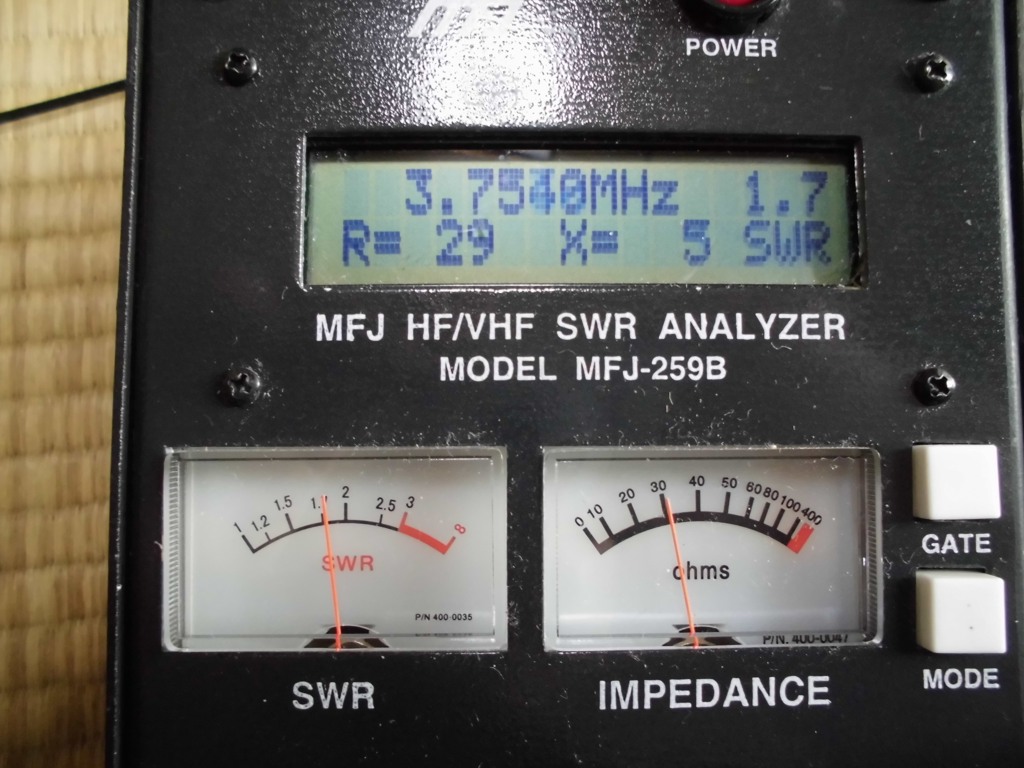 POWER
3.7540MHz 1.7
R= 29 X= 5 SWR
MFJ HF/VHF SWR ANALYZER
MODEL MFJ-259B
1 1.2 1.5 2 2.5 3 8
SWR
P/N 400-0035
0 10 20 30 40 50 60 80 100 400
ohms
P/N. 400-0047
GATE
MODE
SWR
IMPEDANCE